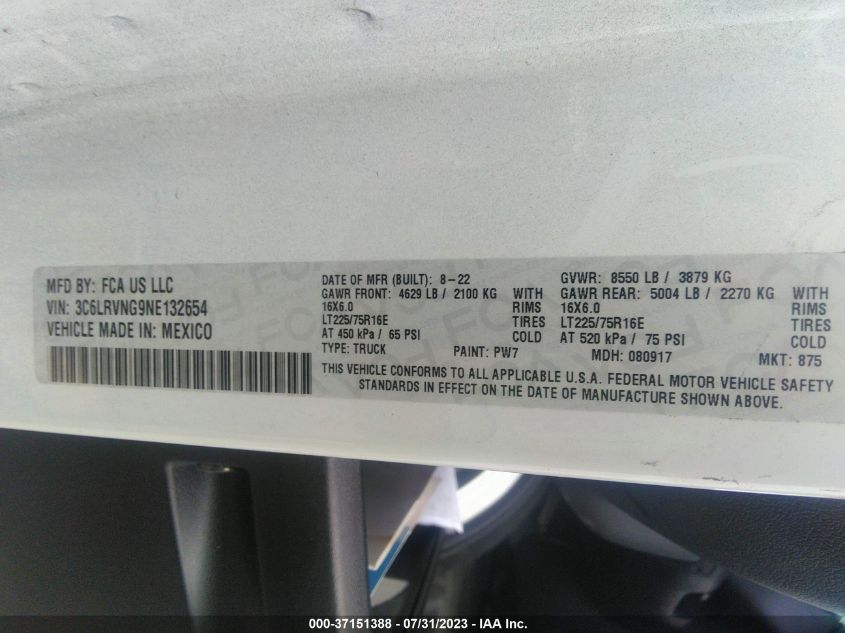 MFD BY: FCA US LLC
VIN: 3C6LRVNG9NE132654
VEHICLE MADE IN: MEXICO
DATE OF MFR (BUILT): 8-22
GAWR FRONT: 4629 LB / 2100 KG WITH
16X6.0 RIMS
LT225/75R16E TIRES
AT 450 kPa / 65 PSI COLD
TYPE: TRUCK PAINT: PW7
GVWR: 8550 LB / 3879 KG
GAWR REAR: 5004 LB / 2270 KG WITH
16X6.0 RIMS
LT225/75R16E TIRES
AT 520 kPa / 75 PSI COLD
MDH: 080917 MKT: 875
THIS VEHICLE CONFORMS TO ALL APPLICABLE U.S.A. FEDERAL MOTOR VEHICLE SAFETY
STANDARDS IN EFFECT ON THE DATE OF MANUFACTURE SHOWN ABOVE.
000-37151388 - 07/31/2023 - IAA Inc.